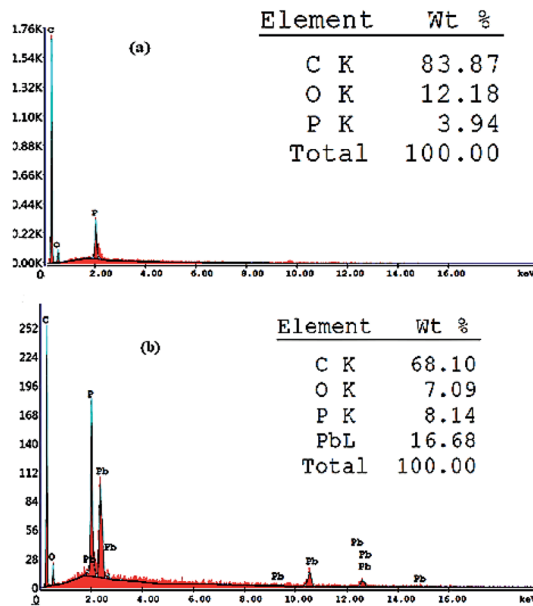 1.76K
C
(a)
Element Wt %
1.54K
C K 83.87
1.32K
O K 12.18
1.10K
P K 3.94
0.88K
Total 100.00
0.66K
0.44K
P
0.22K
O
0.00K
0 2.00 4.00 6.00 8.00 10.00 12.00 14.00 16.00 keV
C
252
(b)
Element Wt %
224
C K 68.10
196
O K 7.09
P
168
P K 8.14
140
PbL 16.68
Pb
112
Total 100.00
84
56
Pb Pb
O Pb Pb Pb
28
Pb Pb Pb
0
0 2.00 4.00 6.00 8.00 10.00 12.00 14.00 16.00 keV